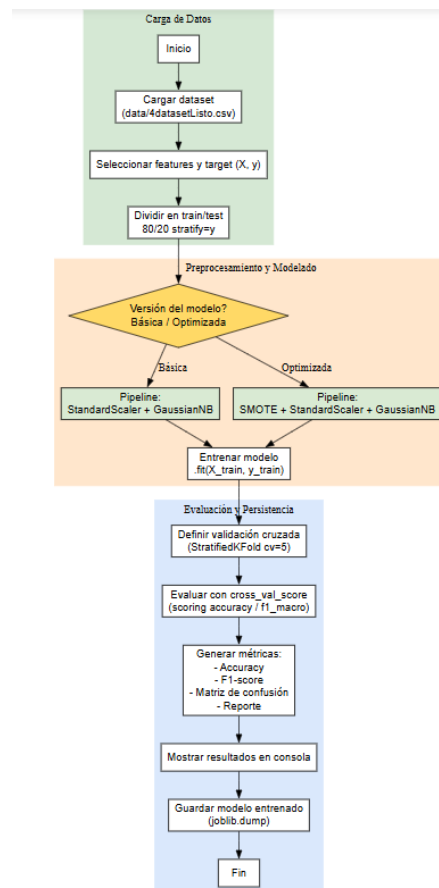 Carga de Datos
Inicio
Cargar dataset
(data/4datasetListo.csv)
Seleccionar features y target (X, y)
Dividir en train/test
80/20 stratify=y
Preprocesamiento y Modelado
Versión del modelo?
Básica / Optimizada
Básica
Optimizada
Pipeline:
StandardScaler + GaussianNB
Pipeline:
SMOTE + StandardScaler + GaussianNB
Entrenar modelo
.fit(X_train, y_train)
Evaluación y Persistencia
Definir validación cruzada
(StratifiedKFold cv=5)
Evaluar con cross_val_score
(scoring accuracy / f1_macro)
Generar métricas:
- Accuracy
- F1-score
- Matriz de confusión
- Reporte
Mostrar resultados en consola
Guardar modelo entrenado
(joblib.dump)
Fin